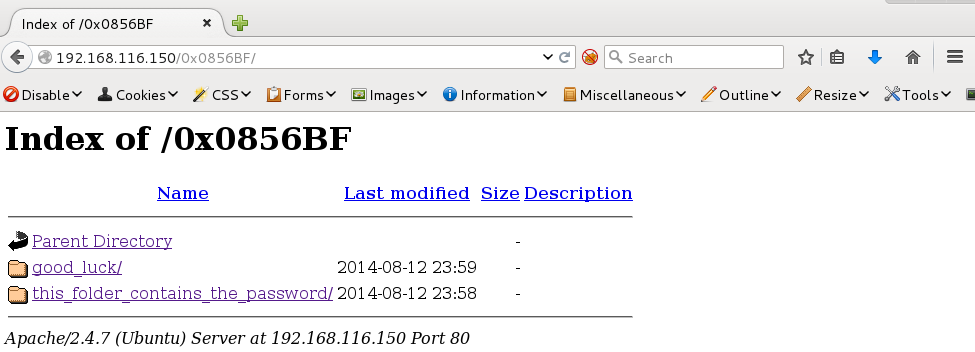 Index of /0x0856BF
192.168.116.150/0x0856BF/
Search
Disable Cookies CSS Forms Images Information Miscellaneous Outline Resize Tools
Index of /0x0856BF
Name Last modified Size Description
Parent Directory -
good_luck/ 2014-08-12 23:59 -
this_folder_contains_the_password/ 2014-08-12 23:58 -
Apache/2.4.7 (Ubuntu) Server at 192.168.116.150 Port 80